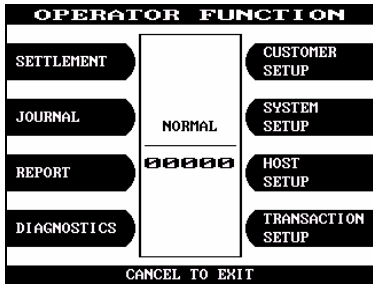 OPERATOR FUNCTION
SETTLEMENT
CUSTOMER
SETUP
JOURNAL
NORMAL
SYSTEM
SETUP
REPORT
00000
HOST
SETUP
DIAGNOSTICS
TRANSACTION
SETUP
CANCEL TO EXIT